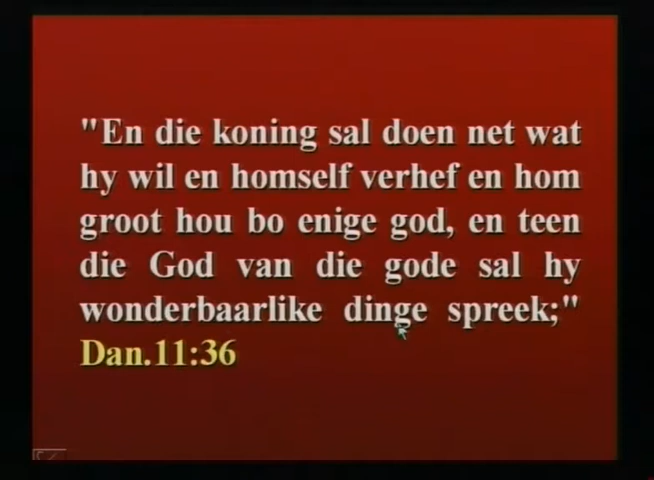 "En die koning sal doen net wat
hy wil en homself verhef en hom
groot hou bo enige god, en teen
die God van die gode sal hy
wonderbaarlike dinge spreek;"
Dan.11:36